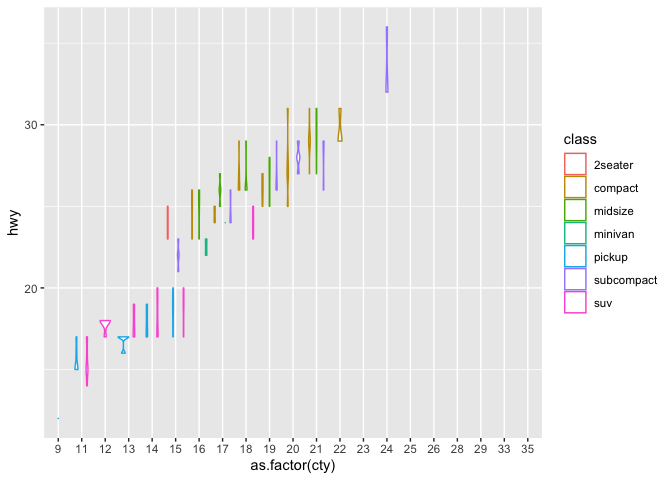 hwy
30
20
9 11 12 13 14 15 16 17 18 19 20 21 22 23 24 25 26 28 29 33 35
as.factor(cty)
class
2seater
compact
midsize
minivan
pickup
subcompact
suv